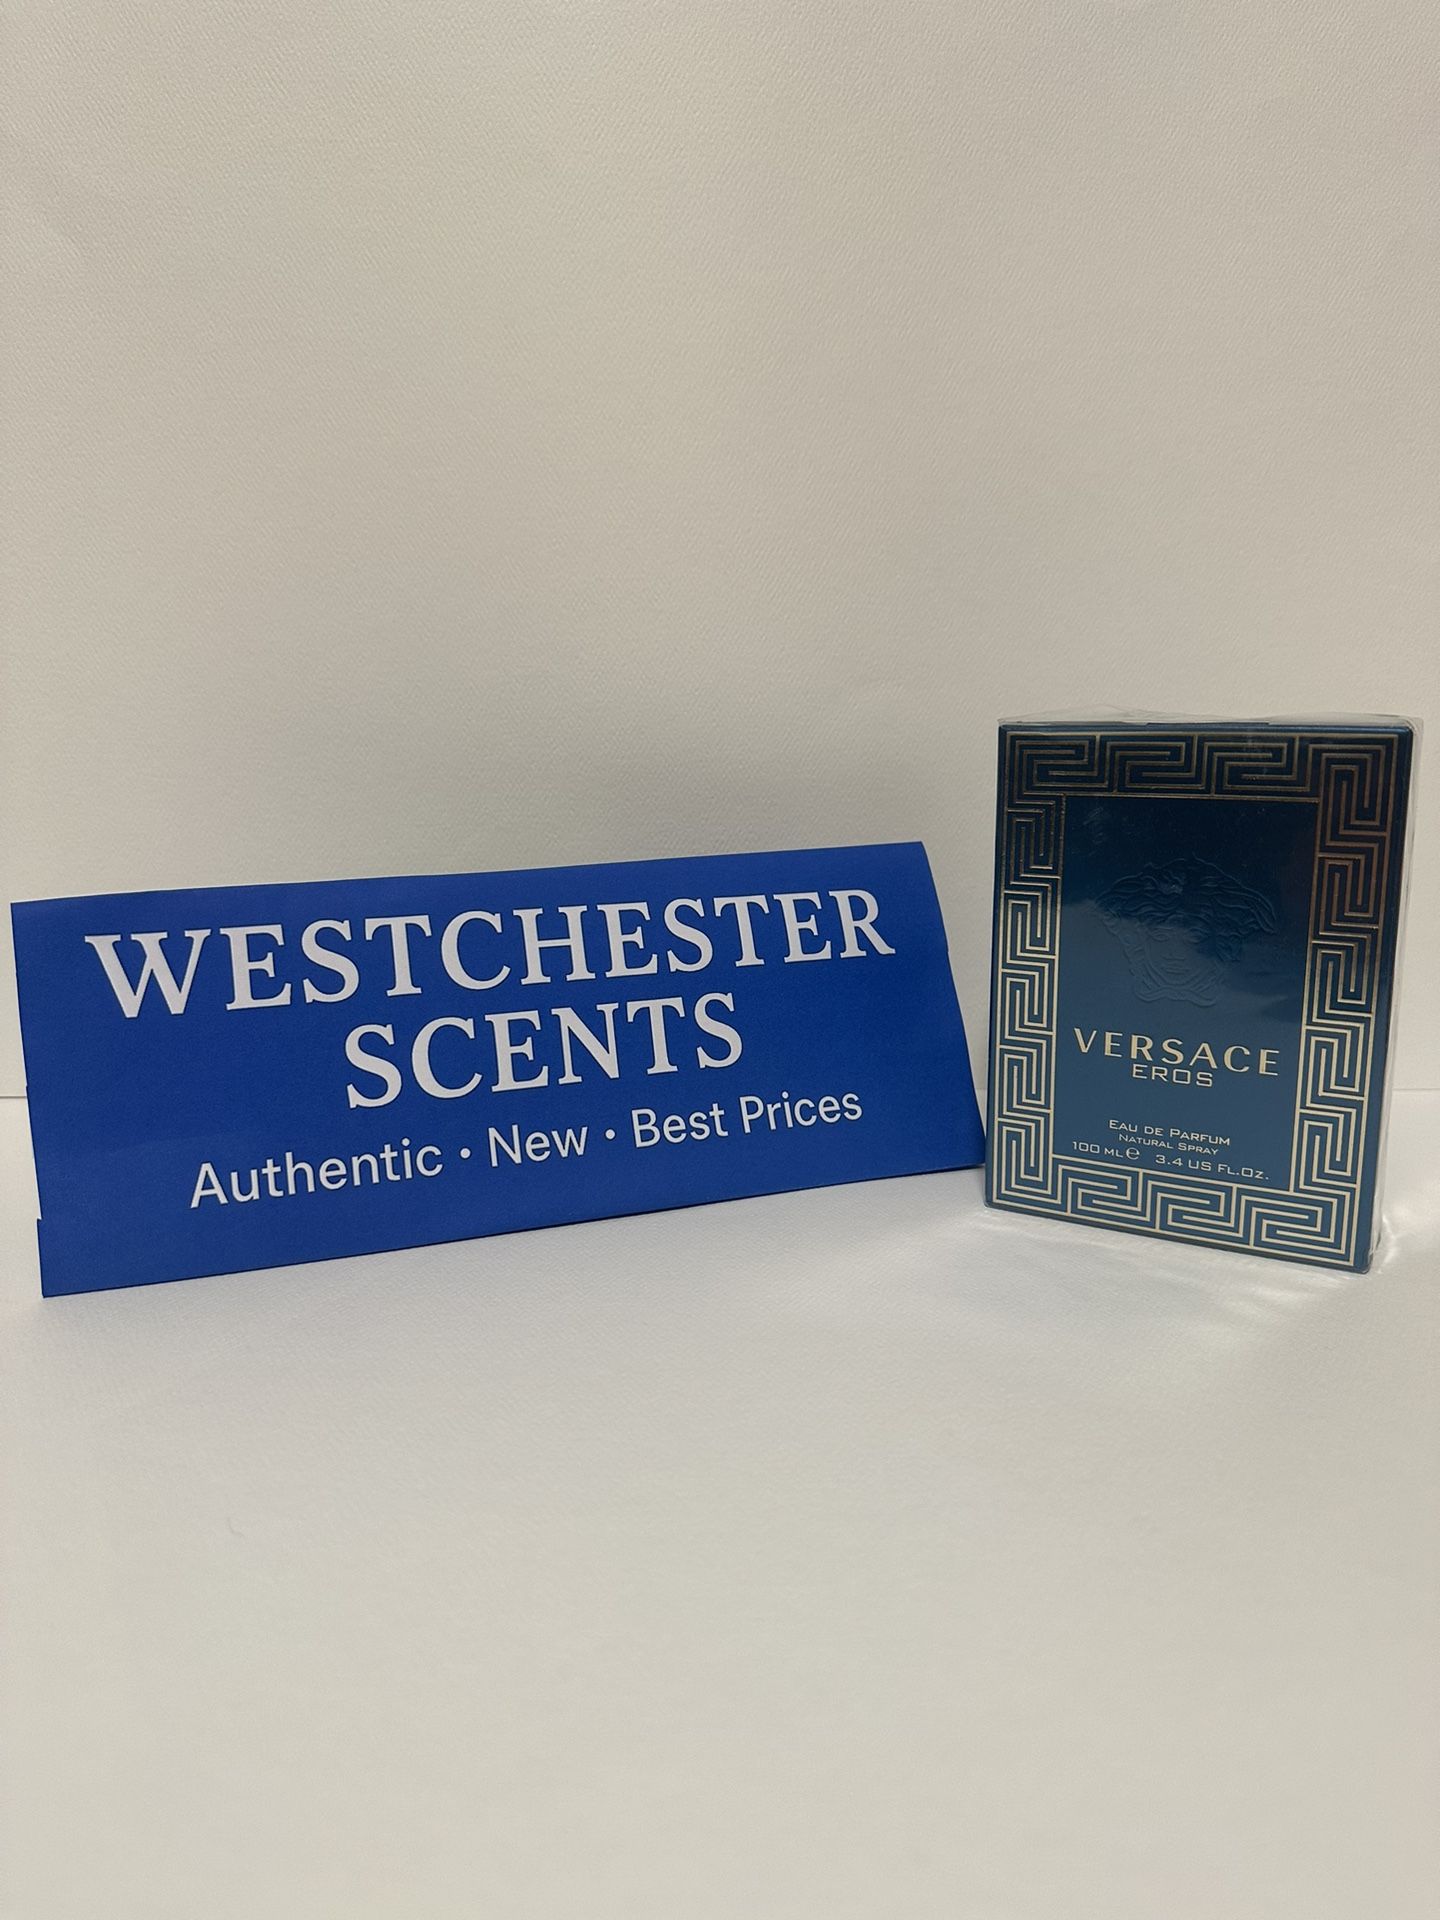 WESTCHESTER
SCENTS
Authentic · New · Best Prices
VERSACE
EROS
EAU DE PARFUM
NATURAL SPRAY
100 ML ℮ 3.4 US FL.OZ.